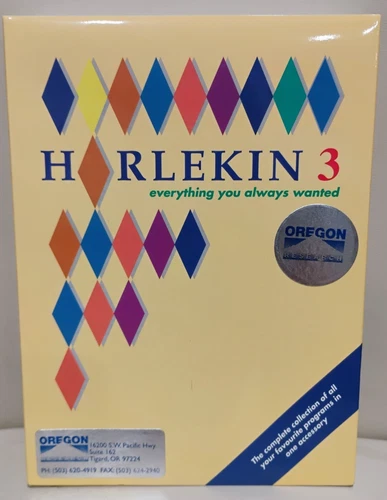 H RLEKIN 3
everything you always wanted
OREGON
The complete collection of all
your favourite programs in
one accessory
OREGON
16200 S.W. Pacific Hwy.
Suite 162
Tigard, OR 97224
PH: (503) 620-4919 FAX: (503) 624-2940